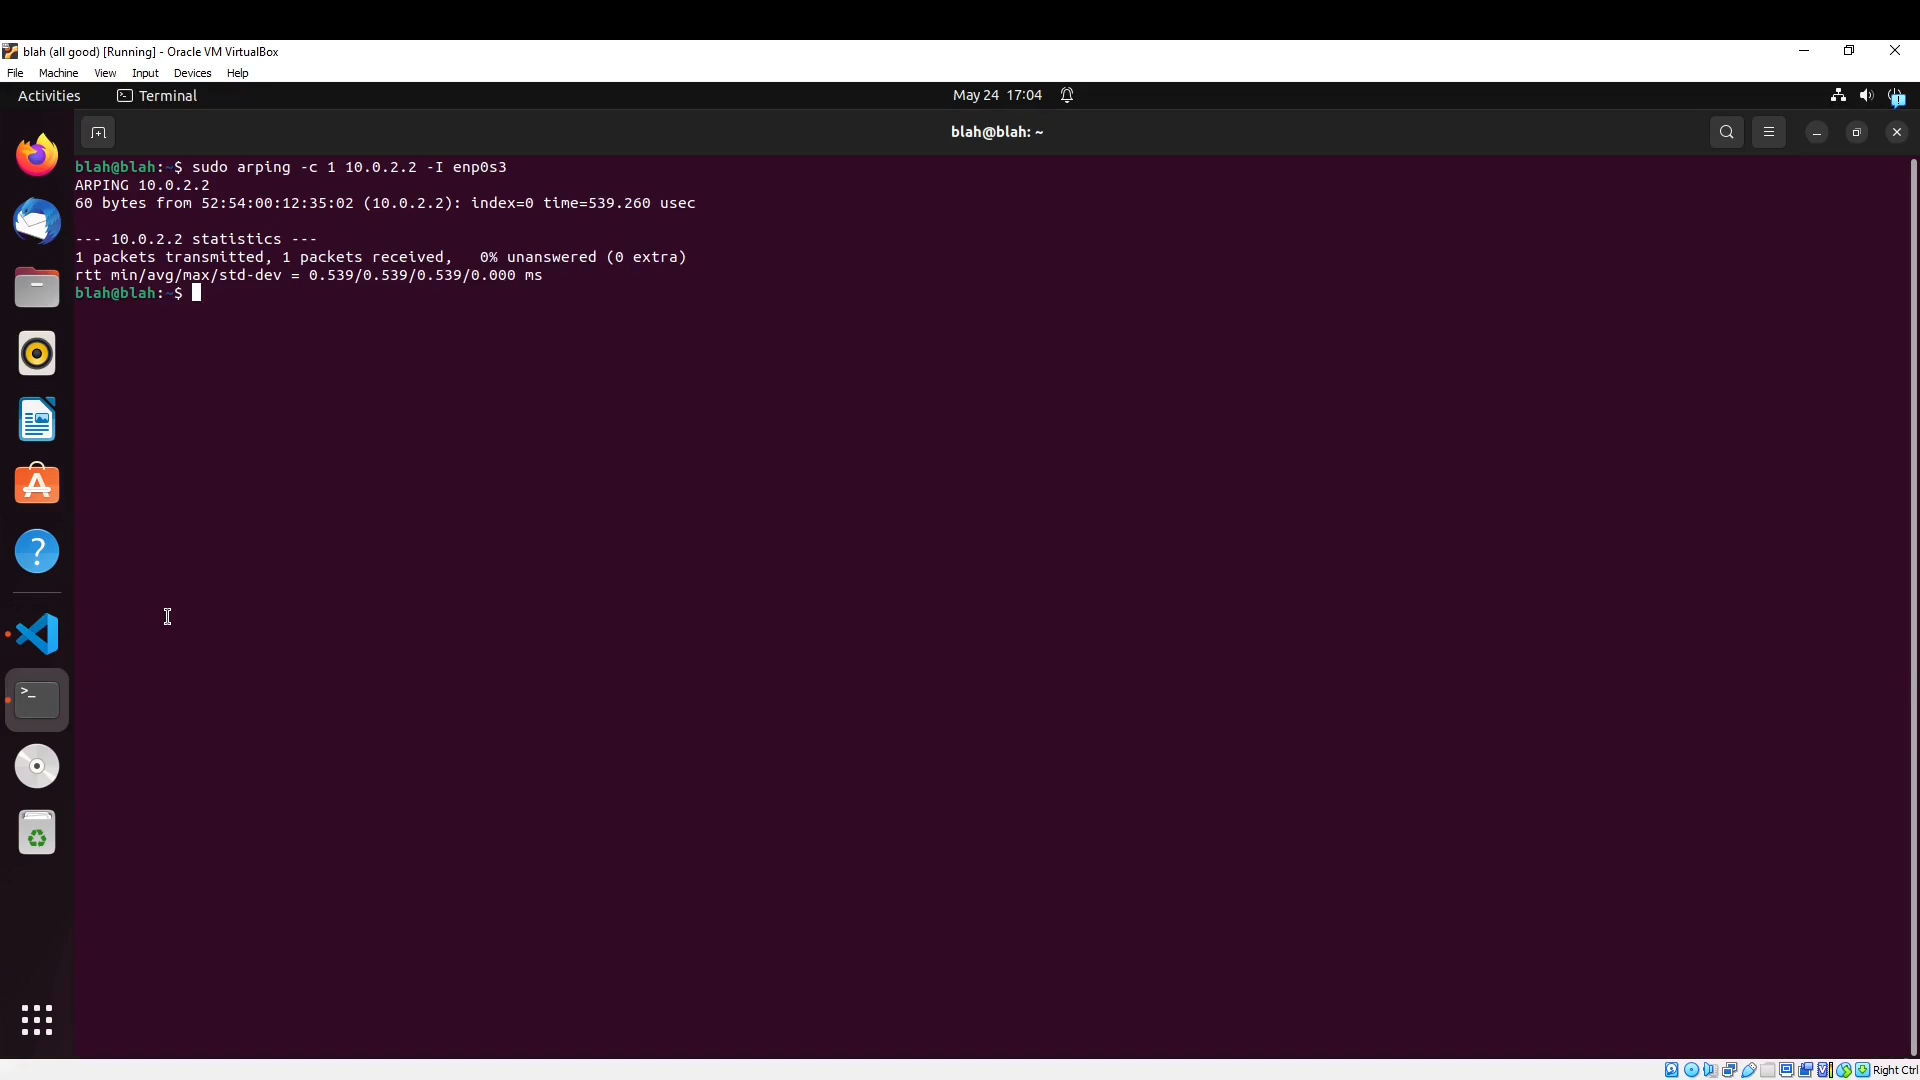 blah (all good) [Running] - Oracle VM VirtualBox
File Machine View Input Devices Help
Activities Terminal May 24 17:04
blah@blah: ~
blah@blah:~$ sudo arping -c 1 10.0.2.2 -I enp0s3
ARPING 10.0.2.2
60 bytes from 52:54:00:12:35:02 (10.0.2.2): index=0 time=539.260 usec
--- 10.0.2.2 statistics ---
1 packets transmitted, 1 packets received,   0% unanswered (0 extra)
rtt min/avg/max/std-dev = 0.539/0.539/0.539/0.000 ms
blah@blah:~$
Right Ctrl